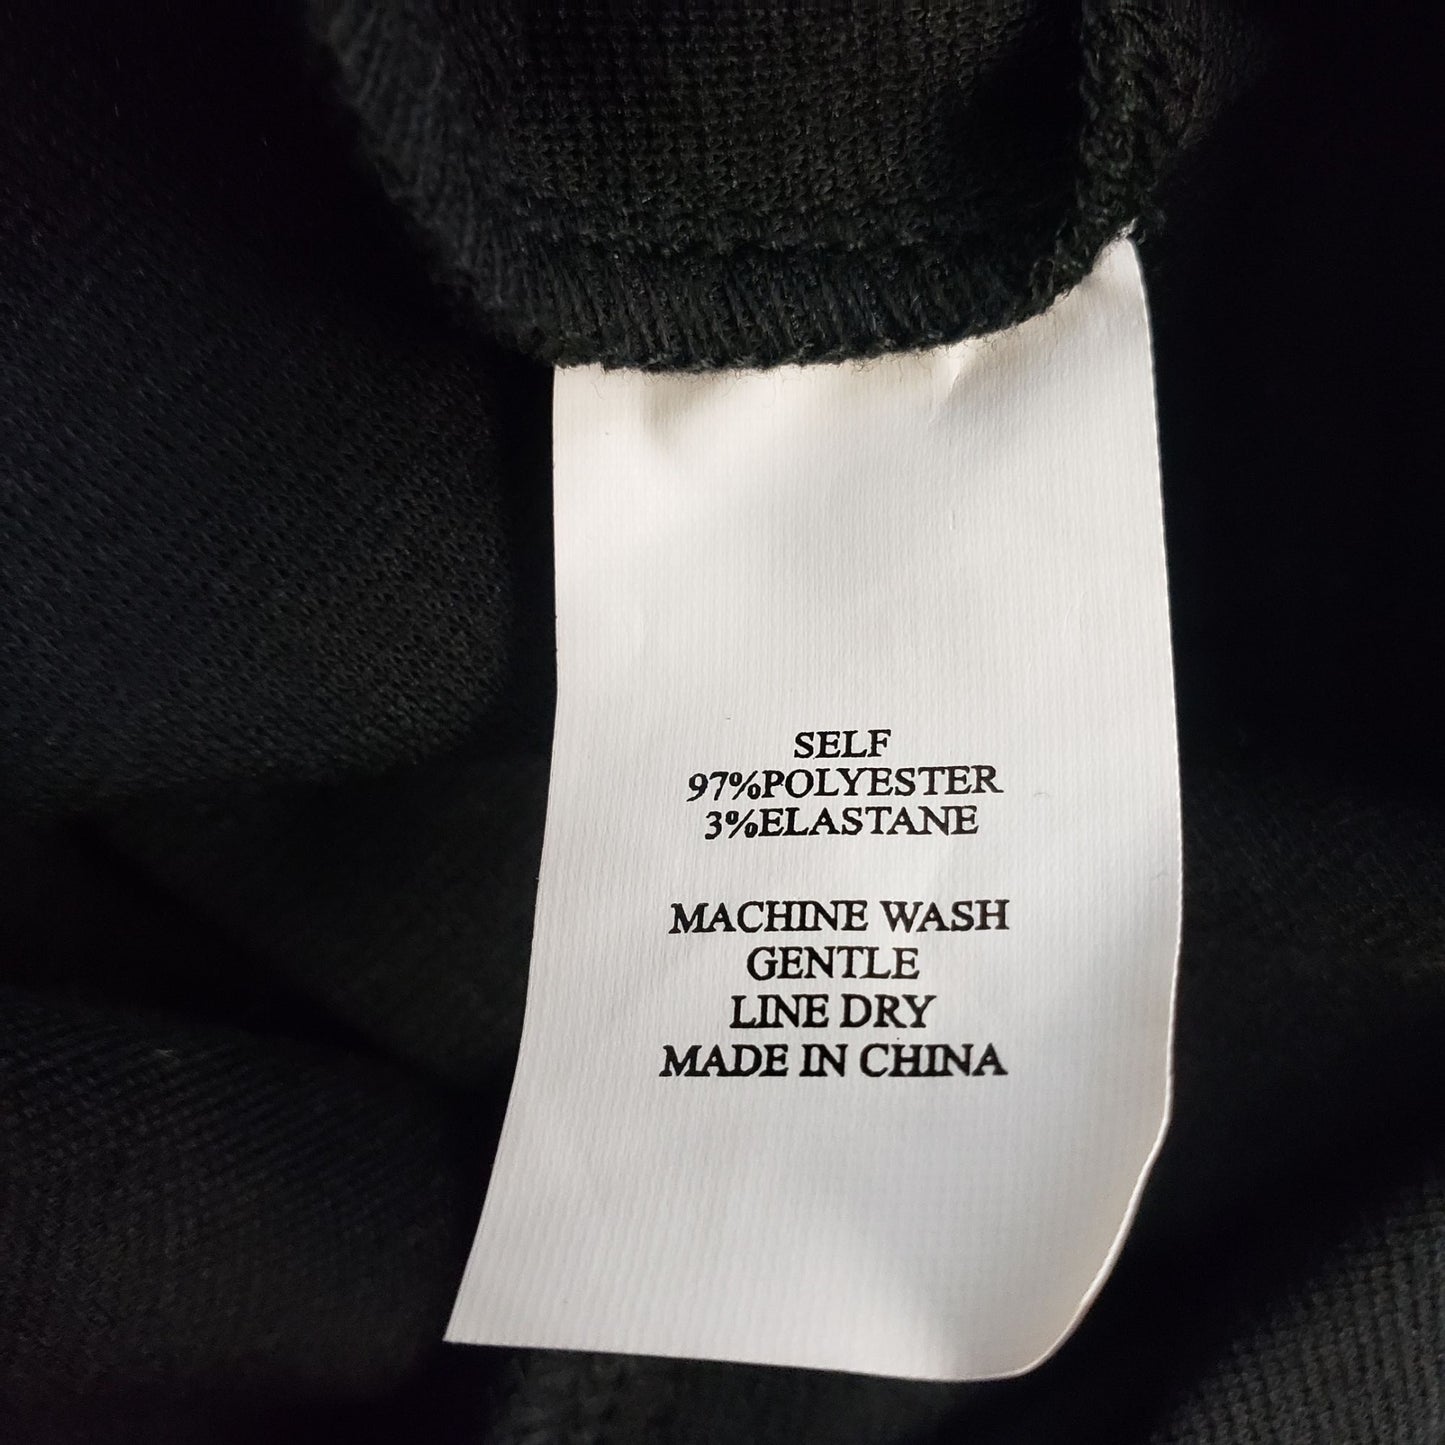 SELF
97%POLYESTER
3%ELASTANE
MACHINE WASH
GENTLE
LINE DRY
MADE IN CHINA